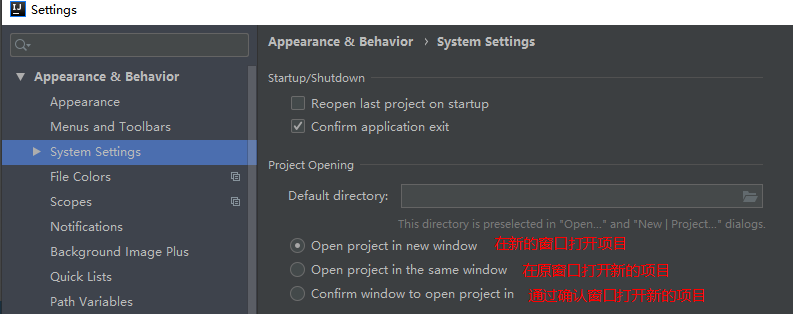 Settings
Appearance & Behavior
Appearance
Menus and Toolbars
System Settings
File Colors
Scopes
Notifications
Background Image Plus
Quick Lists
Path Variables
Appearance & Behavior › System Settings
Startup/Shutdown
Reopen last project on startup
Confirm application exit
Project Opening
Default directory:
This directory is preselected in "Open..." and "New | Project..." dialogs.
Open project in new window 在新的窗口打开项目
Open project in the same window 在原窗口打开新的项目
Confirm window to open project in 通过确认窗口打开新的项目